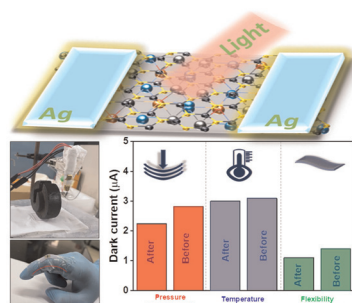 Light
Ag
Ag
Dark current (μA)
5
4
3
2
1
0
After
Before
After
Before
After
Before
Pressure
Temperature
Flexibility